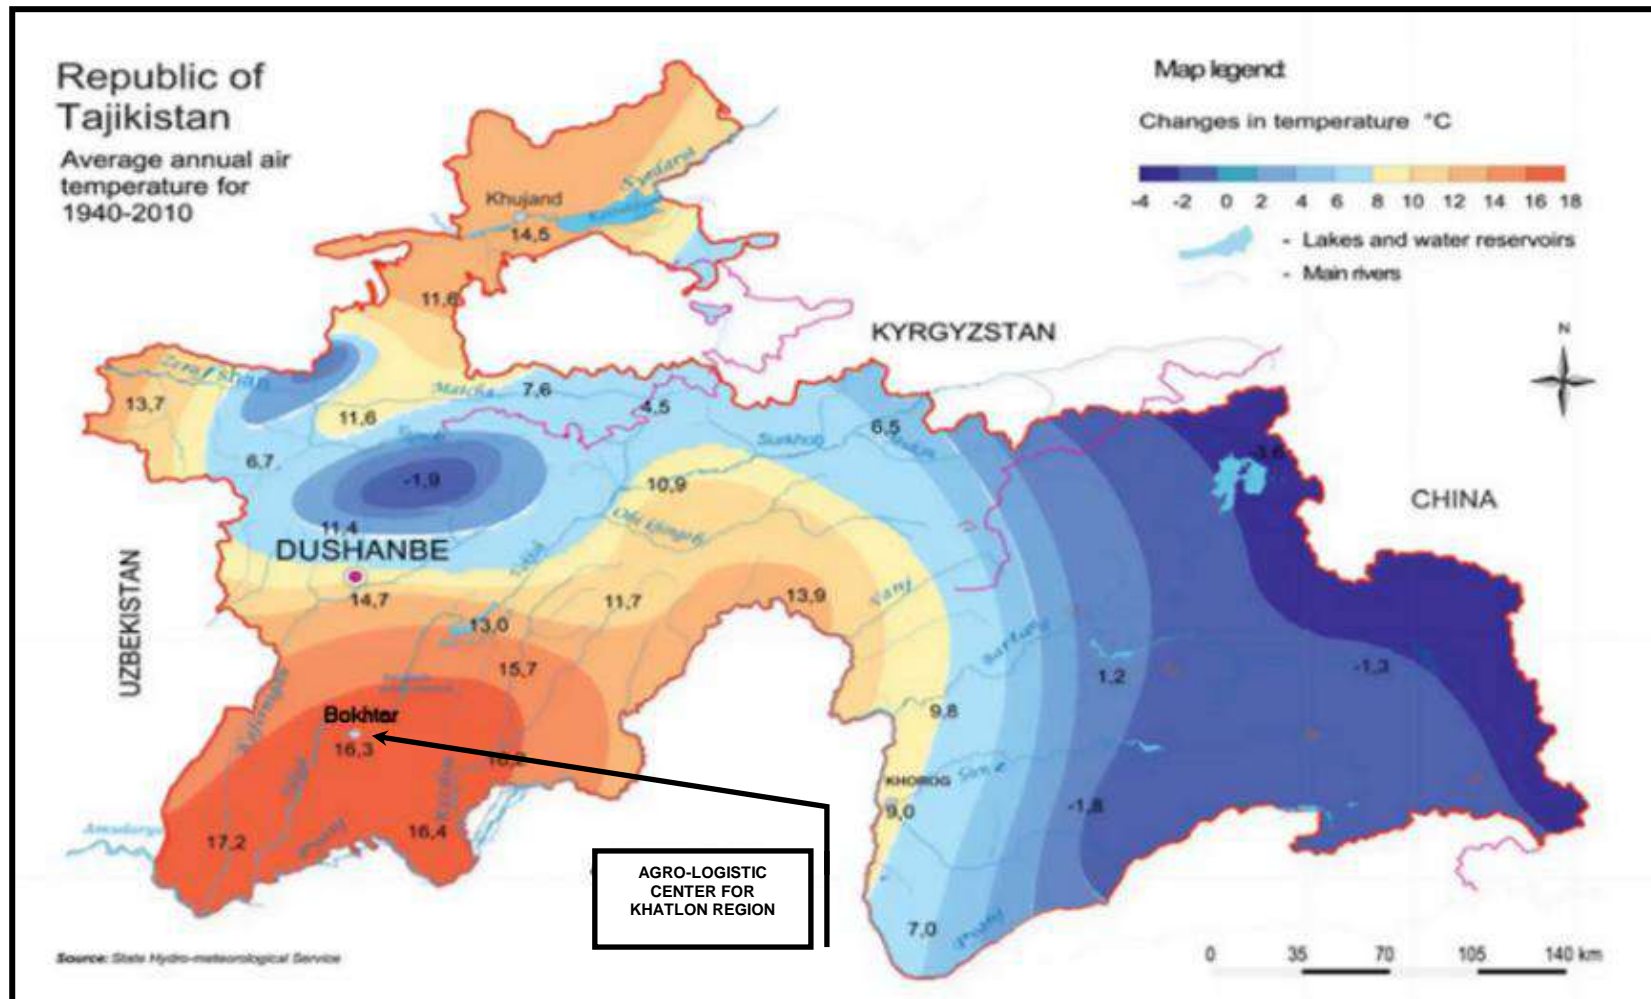 Republic of
Tajikistan
Average annual air
temperature for
1940-2010
Map legend:
Changes in temperature °C
-4 -2 0 2 4 6 8 10 12 14 16 18
- Lakes and water reservoirs
- Main rivers
Khujand
14,5
11,6
KYRGYZSTAN
N
13,7
11,6
Matcha
7,6
4,5
6,5
6,7
Surkhob
-1,9
10,9
CHINA
11,4
DUSHANBE
UZBEKISTAN
14,7
11,7
13,9
Vanj
13,0
Bartang
15,7
1,2
-1,3
Bokhtar
16,3
9,8
KHOROG
9,0
-1,8
Amudarya
17,2
16,4
AGRO-LOGISTIC
CENTER FOR
KHATLON REGION
7,0
Source: State Hydro-meteorological Service
0 35 70 105 140 km